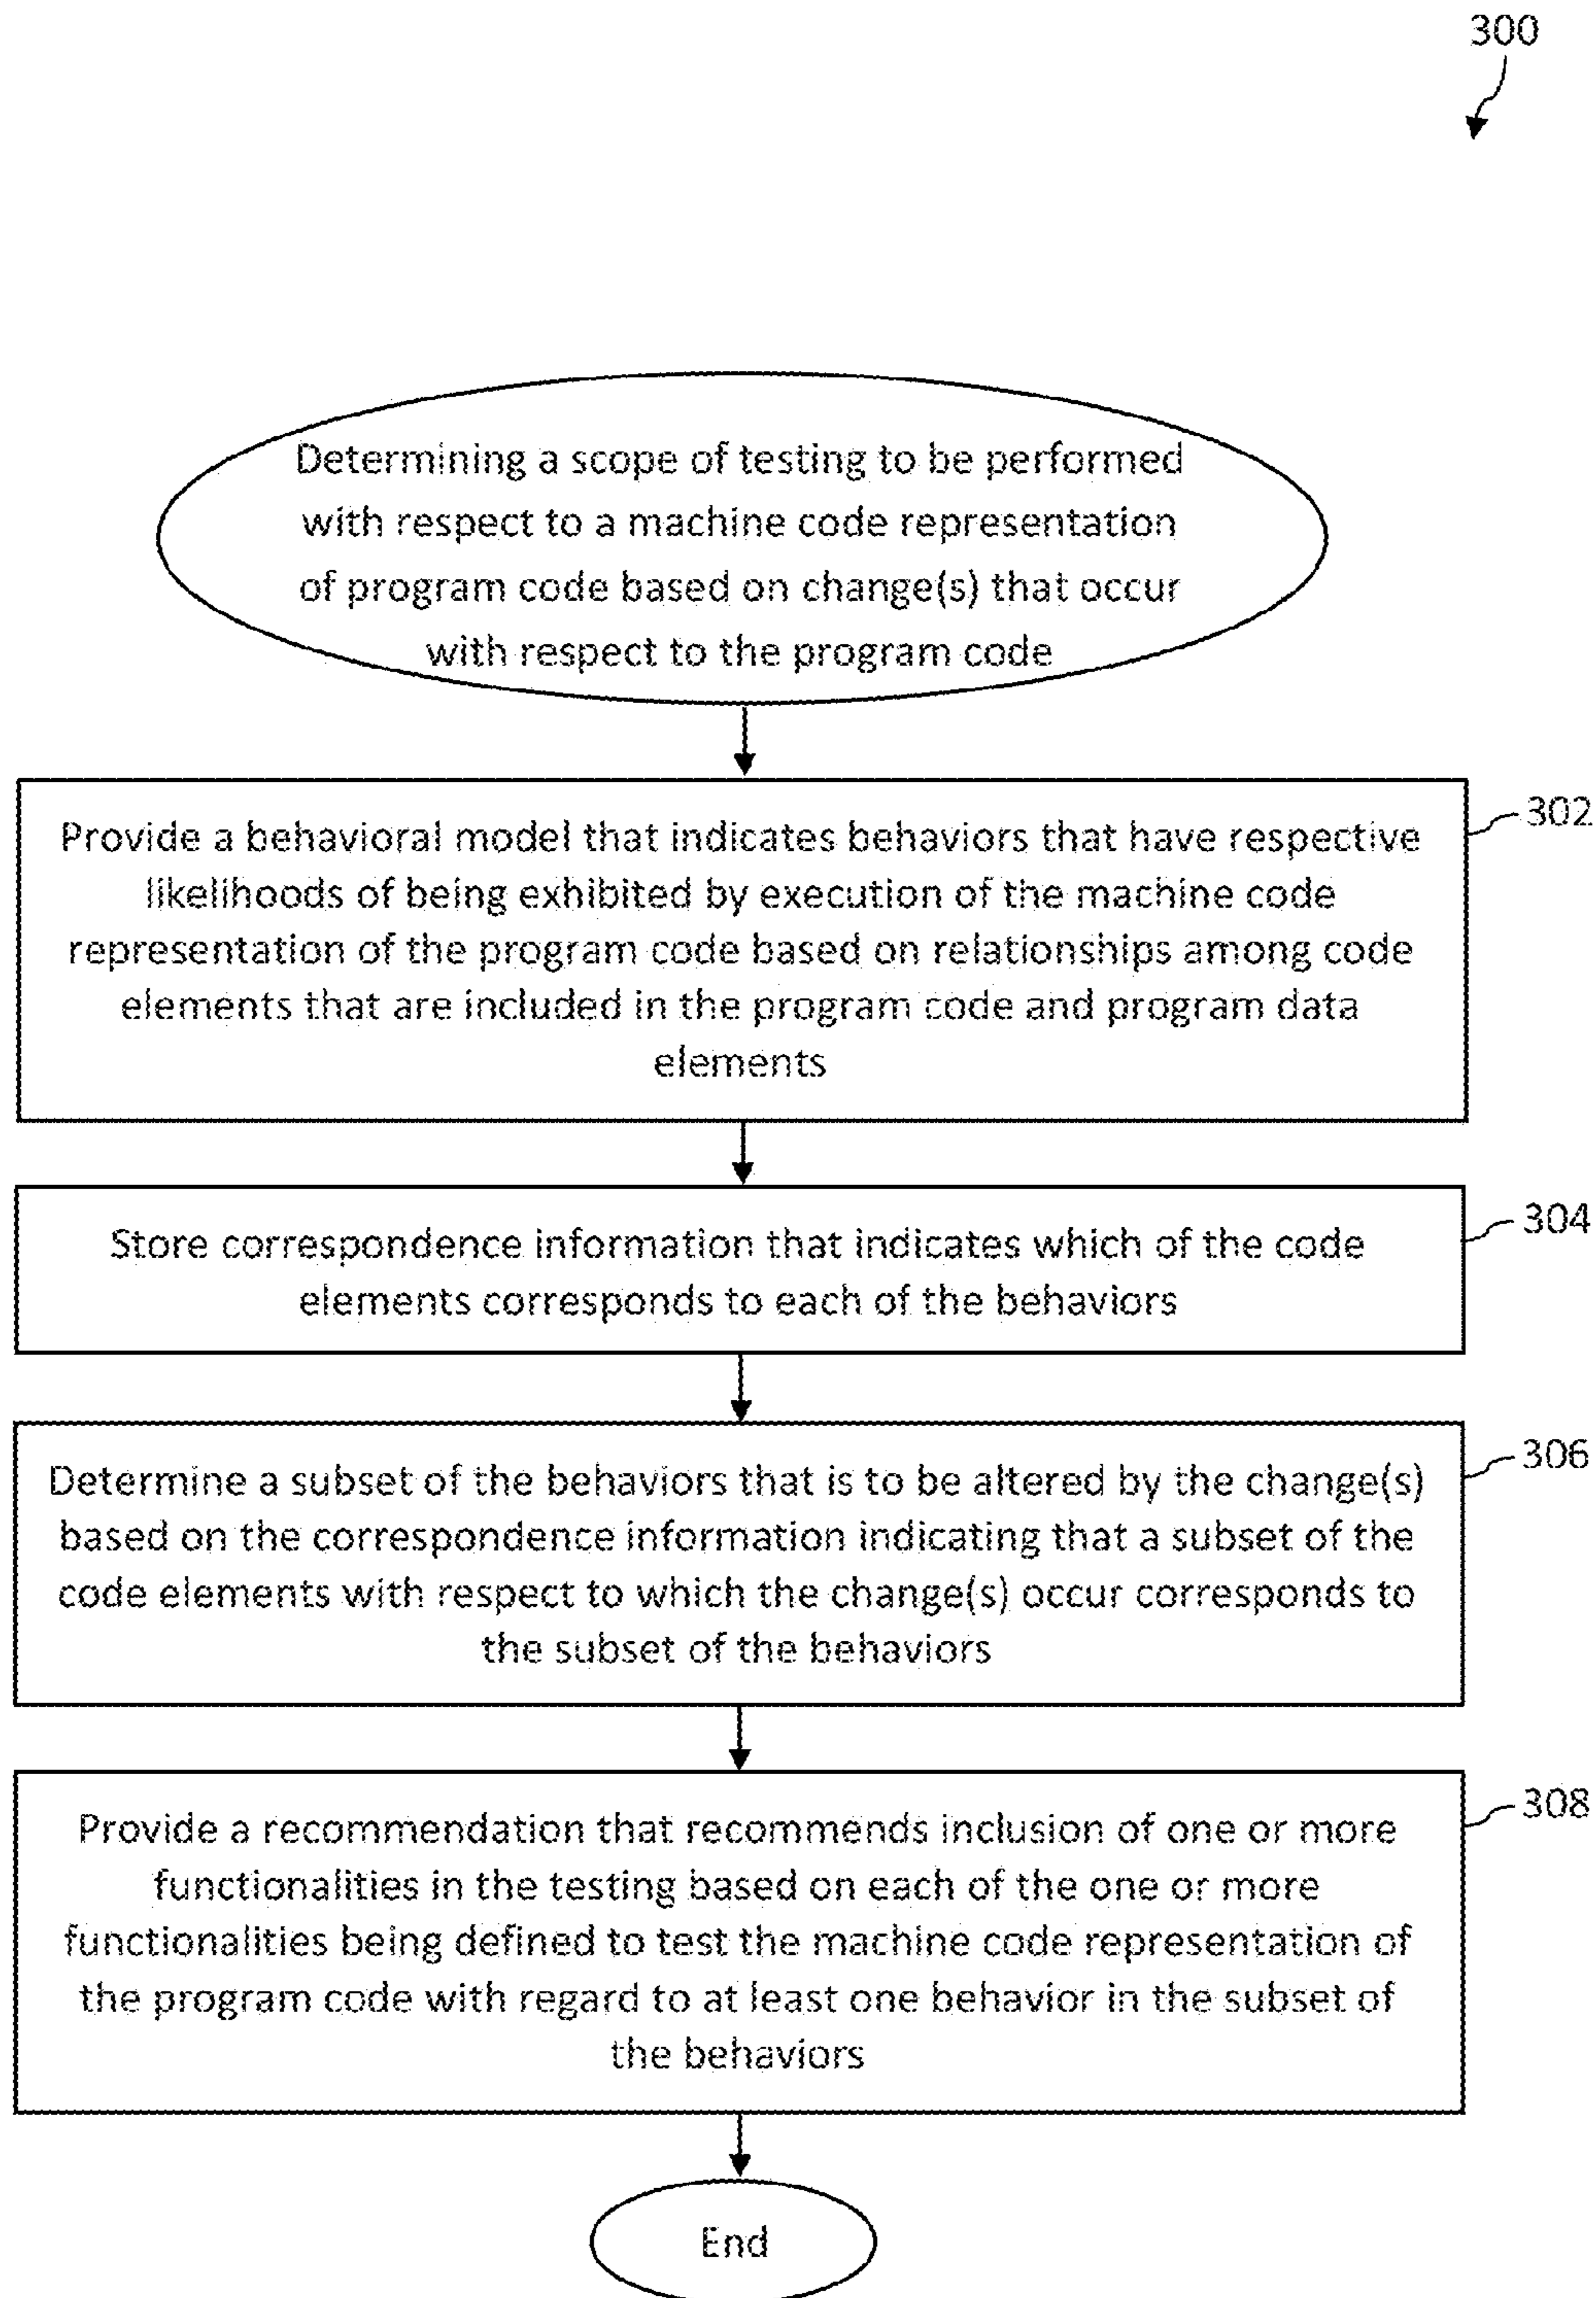 300
Determining a scope of testing to be performed
with respect to a machine code representation
of program code based on change(s) that occur
with respect to the program code
302
Provide a behavioral model that indicates behaviors that have respective
likelihoods of being exhibited by execution of the machine code
representation of the program code based on relationships among code
elements that are included in the program code and program data
elements
304
Store correspondence information that indicates which of the code
elements corresponds to each of the behaviors
306
Determine a subset of the behaviors that is to be altered by the change(s)
based on the correspondence information indicating that a subset of the
code elements with respect to which the change(s) occur corresponds to
the subset of the behaviors
308
Provide a recommendation that recommends inclusion of one or more
functionalities in the testing based on each of the one or more
functionalities being defined to test the machine code representation of
the program code with regard to at least one behavior in the subset of
the behaviors
End